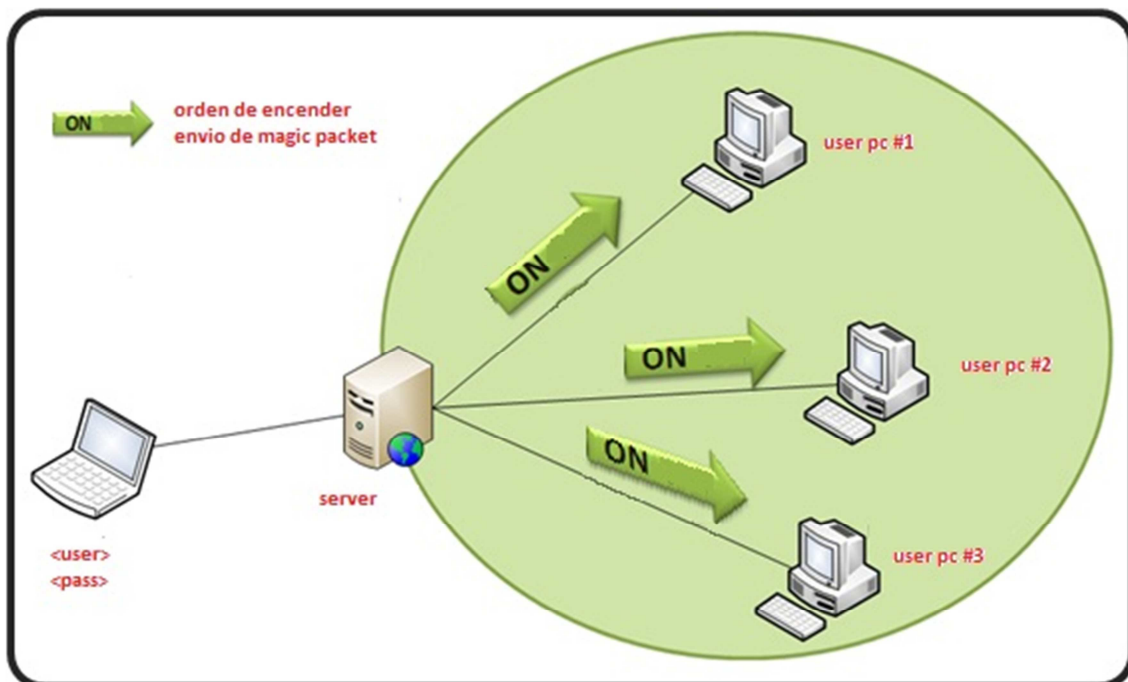 ON
orden de encender
envio de magic packet
user pc #1
ON
ON
user pc #2
ON
server
user pc #3
<user>
<pass>